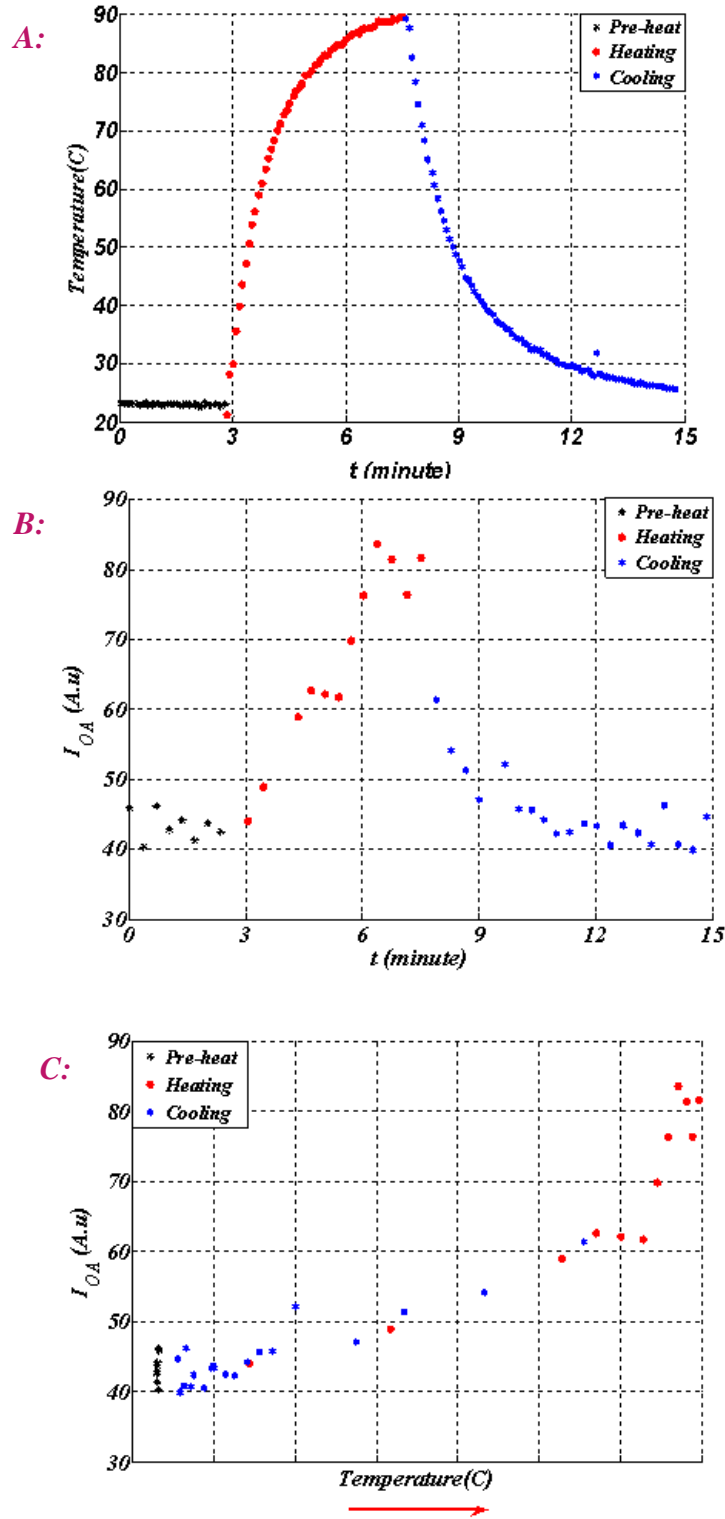 A:
90
80
70
60
50
40
30
20
Temperature(C)
Pre-heat
Heating
Cooling
0 3 6 9 12 15
t (minute)
B:
90
80
70
60
50
40
30
I_OA (A.u)
Pre-heat
Heating
Cooling
0 3 6 9 12 15
t (minute)
C:
90
80
70
60
50
40
30
I_OA (A.u)
Pre-heat
Heating
Cooling
Temperature(C)